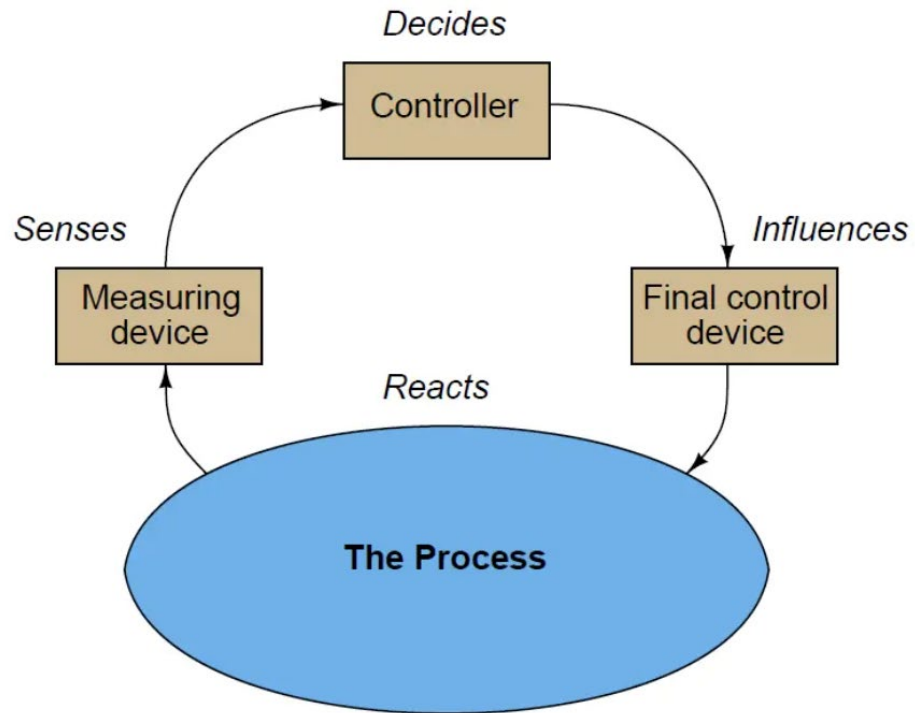 Decides
Controller
Senses
Influences
Measuring
device
Final control
device
Reacts
The Process